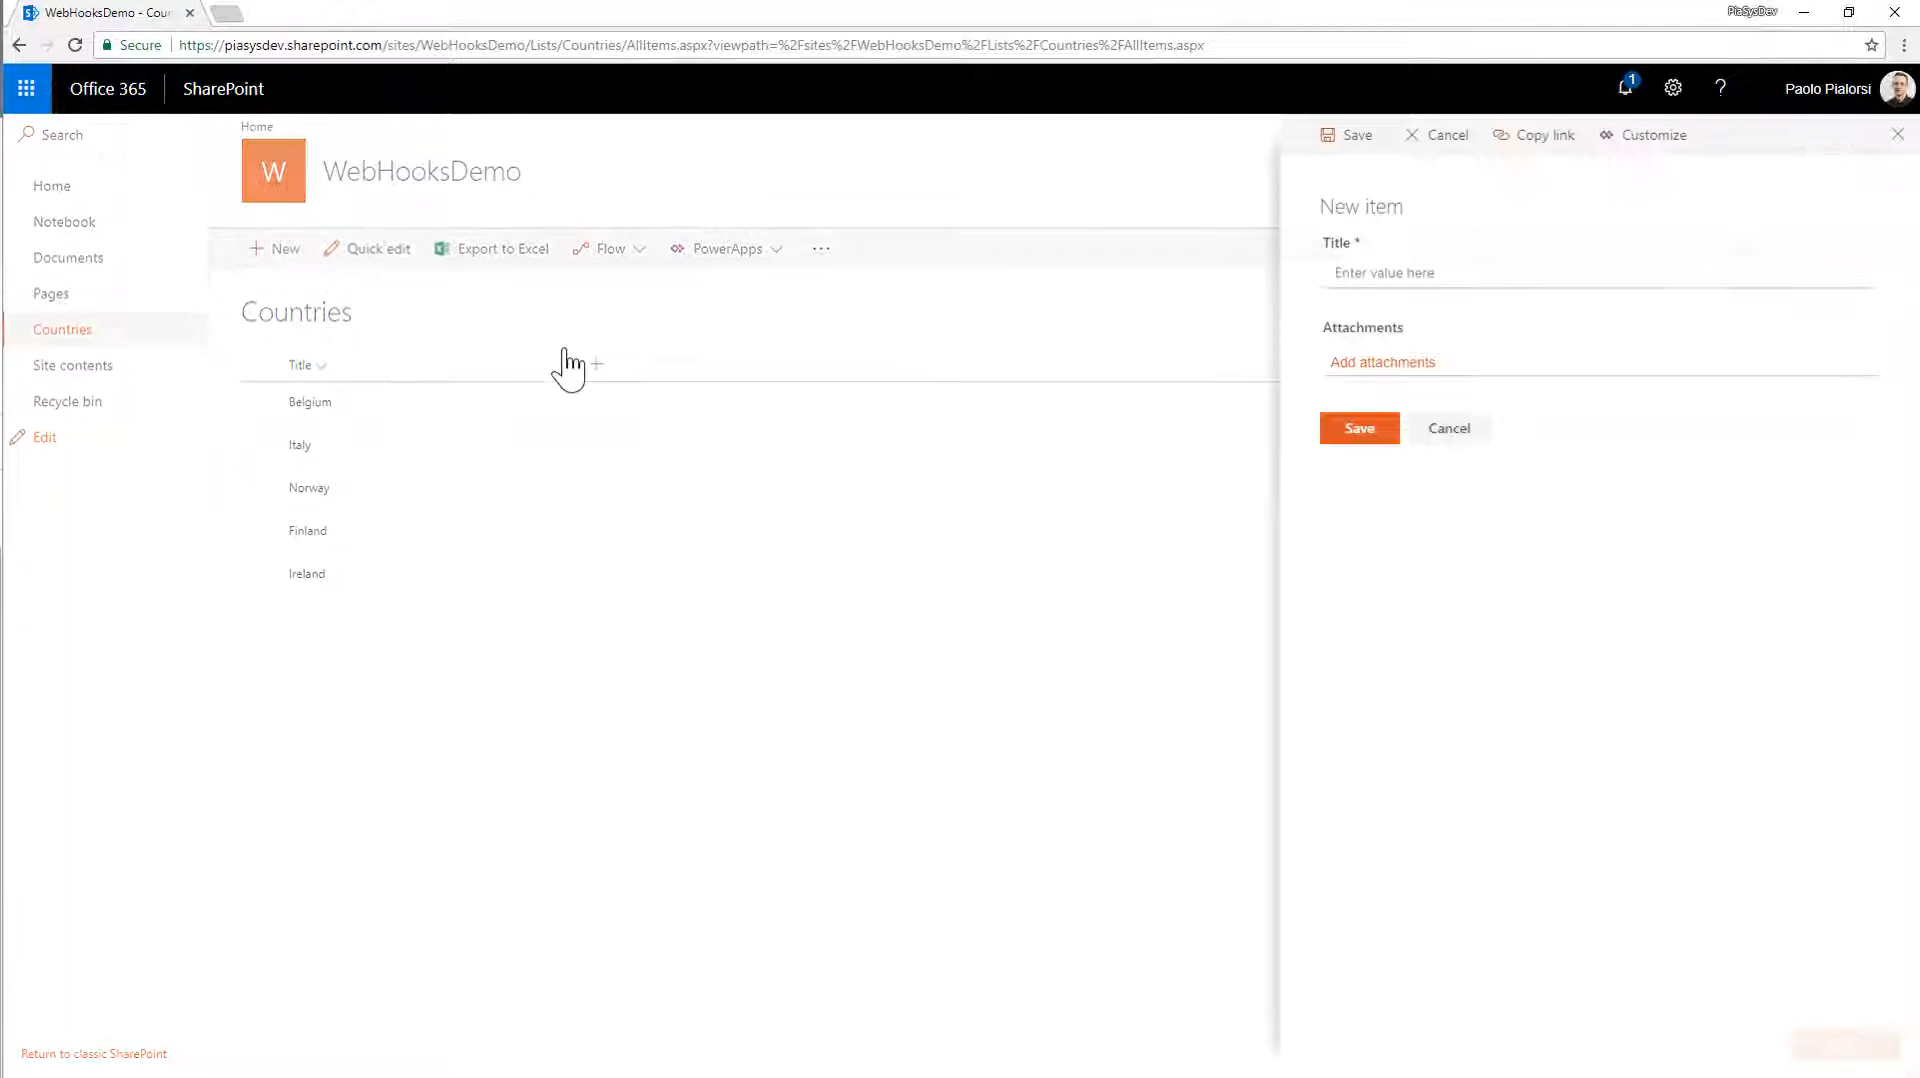 WebHooksDemo - Cour
PiaSysDev
Secure
https://piasysdev.sharepoint.com/sites/WebHooksDemo/Lists/Countries/AllItems.aspx?viewpath=%2Fsites%2FWebHooksDemo%2FLists%2FCountries%2FAllItems.aspx
Office 365
SharePoint
1
?
Paolo Pialorsi
Search
Home
Notebook
Documents
Pages
Countries
Site contents
Recycle bin
Edit
Return to classic SharePoint
Home
W
WebHooksDemo
New
Quick edit
Export to Excel
Flow
PowerApps
...
Countries
Title
Belgium
Italy
Norway
Finland
Ireland
Save
Cancel
Copy link
Customize
New item
Title *
Enter value here
Attachments
Add attachments
Save
Cancel